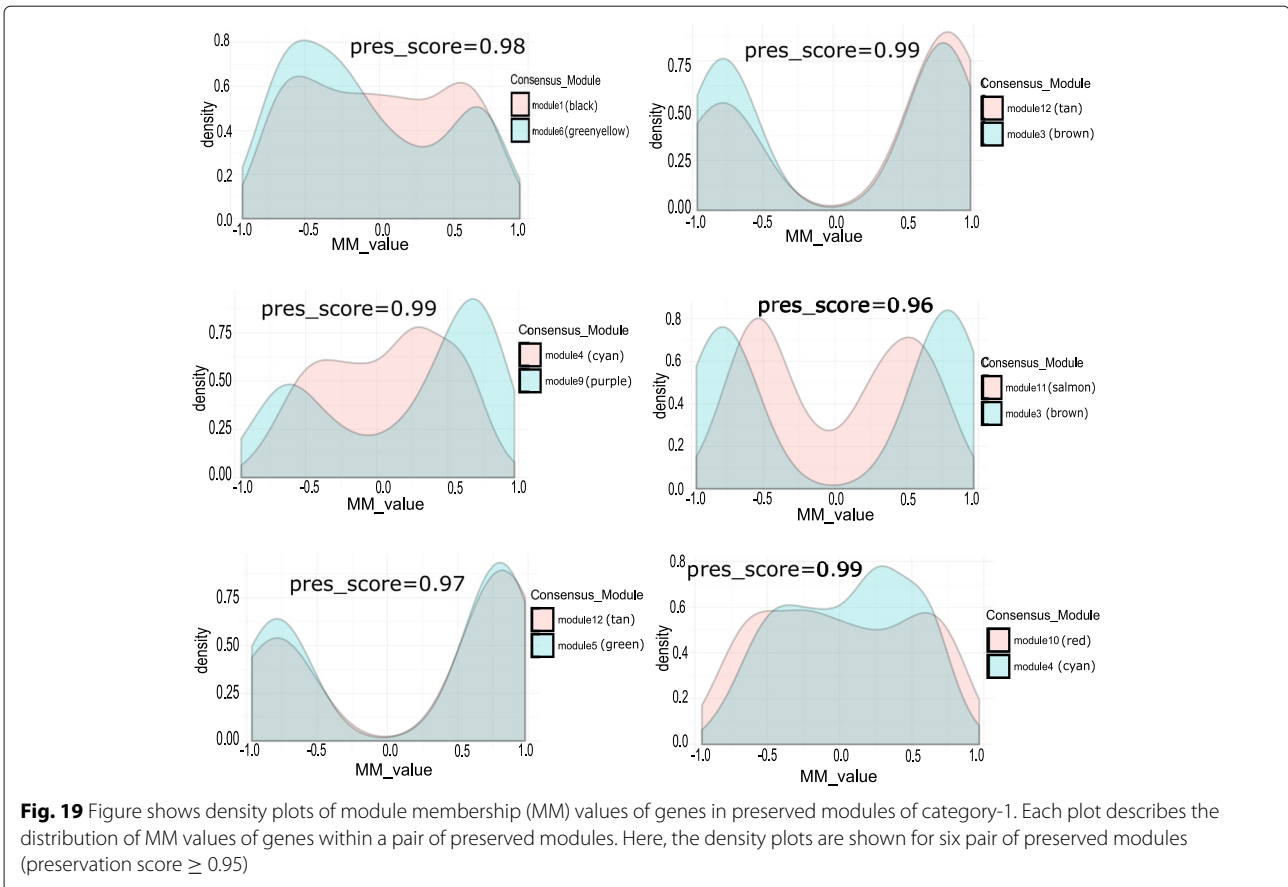 pres_score=0.98
0.8
0.6
0.4
0.2
0.0
density
-1.0 -0.5 0.0 0.5 1.0
MM_value
Consensus_Module
module1(black)
module6(greenyellow)
pres_score=0.99
0.75
0.50
0.25
0.00
density
-1.0 -0.5 0.0 0.5 1.0
MM_value
Consensus_Module
module12 (tan)
module3 (brown)
pres_score=0.99
0.75
0.50
0.25
0.00
density
-1.0 -0.5 0.0 0.5 1.0
MM_value
Consensus_Module
module4 (cyan)
module9 (purple)
pres_score=0.96
0.8
0.6
0.4
0.2
0.0
density
-1.0 -0.5 0.0 0.5 1.0
MM_value
Consensus_Module
module11(salmon)
module3 (brown)
pres_score=0.97
0.75
0.50
0.25
0.00
density
-1.0 -0.5 0.0 0.5 1.0
MM_value
Consensus_Module
module12 (tan)
module5 (green)
pres_score=0.99
0.8
0.6
0.4
0.2
0.0
density
-1.0 -0.5 0.0 0.5 1.0
MM_value
Consensus_Module
module10 (red)
module4 (cyan)
Fig. 19 Figure shows density plots of module membership (MM) values of genes in preserved modules of category-1. Each plot describes the
distribution of MM values of genes within a pair of preserved modules. Here, the density plots are shown for six pair of preserved modules
(preservation score ≥ 0.95)